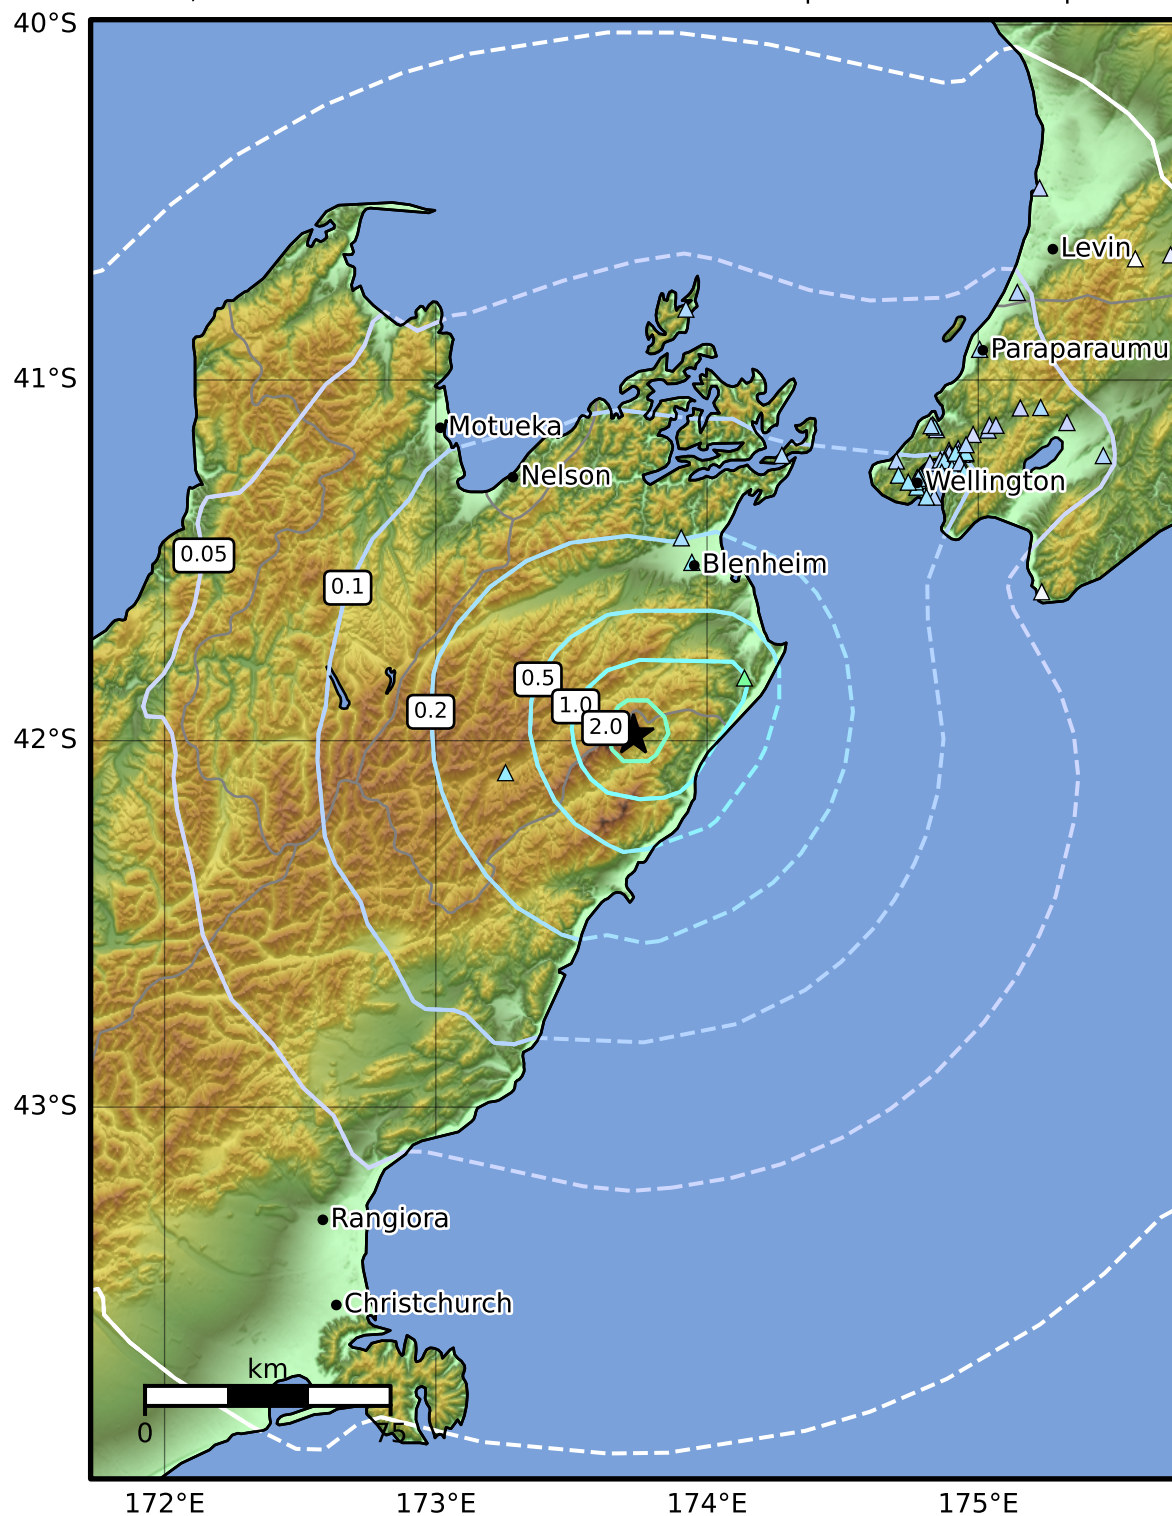 40°S
Levin
Paraparaumu
41°S
Motueka
Nelson
Wellington
0.05
0.1
Blenheim
0.5
1.0
0.2
2.0
42°S
43°S
Rangiora
Christchurch
km
0
75
172°E
173°E
174°E
175°E